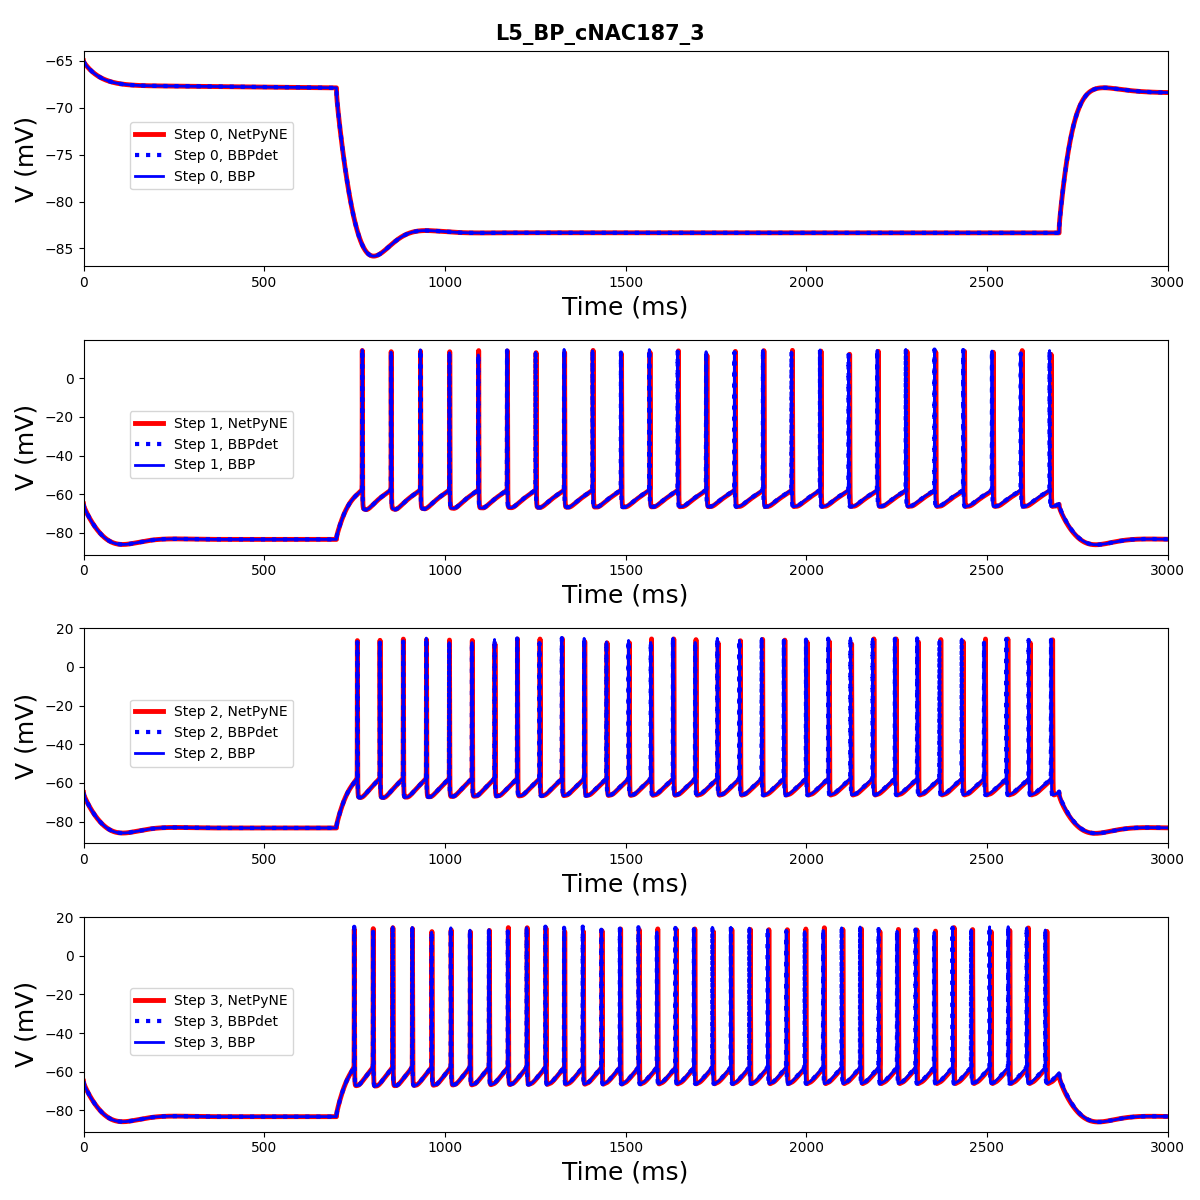 L5_BP_cNAC187_3
−65
−70
−75
−80
−85
V (mV)
Step 0, NetPyNE
Step 0, BBPdet
Step 0, BBP
0 500 1000 1500 2000 2500 3000
Time (ms)
0
−20
−40
−60
−80
V (mV)
Step 1, NetPyNE
Step 1, BBPdet
Step 1, BBP
0 500 1000 1500 2000 2500 3000
Time (ms)
20
0
−20
−40
−60
−80
V (mV)
Step 2, NetPyNE
Step 2, BBPdet
Step 2, BBP
0 500 1000 1500 2000 2500 3000
Time (ms)
20
0
−20
−40
−60
−80
V (mV)
Step 3, NetPyNE
Step 3, BBPdet
Step 3, BBP
0 500 1000 1500 2000 2500 3000
Time (ms)